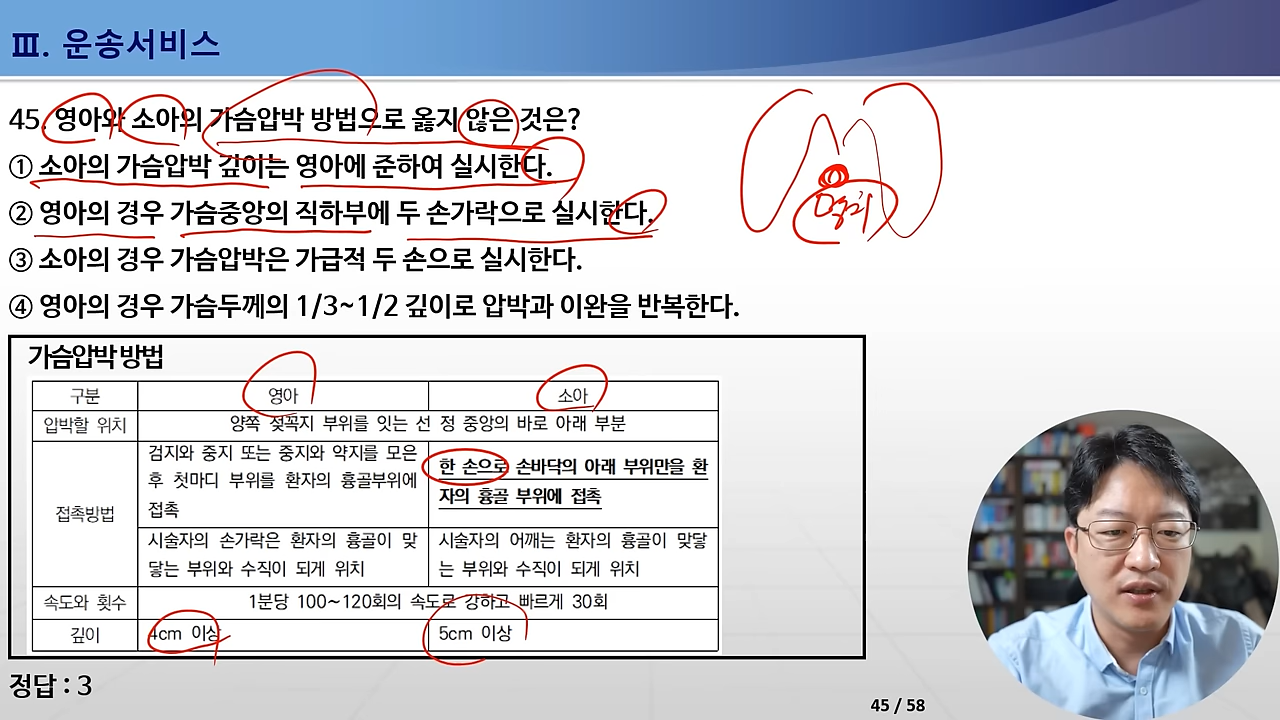 Ⅲ. 운송서비스
45. 영아와 소아의 가슴압박 방법으로 옳지 않은 것은?
① 소아의 가슴압박 깊이는 영아에 준하여 실시한다.
② 영아의 경우 가슴중앙의 직하부에 두 손가락으로 실시한다.
③ 소아의 경우 가슴압박은 가급적 두 손으로 실시한다.
④ 영아의 경우 가슴두께의 1/3~1/2 깊이로 압박과 이완을 반복한다.
가슴압박 방법
구분 영아 소아
압박할 위치 양쪽 젖꼭지 부위를 잇는 선 정 중앙의 바로 아래 부분
접촉방법
검지와 중지 또는 중지와 약지를 모은
후 첫마디 부위를 환자의 흉골부위에
접촉
한 손으로 손바닥의 아래 부위만을 환
자의 흉골 부위에 접촉
시술자의 손가락은 환자의 흉골이 맞
닿는 부위와 수직이 되게 위치
시술자의 어깨는 환자의 흉골이 맞닿
는 부위와 수직이 되게 위치
속도와 횟수 1분당 100~120회의 속도로 강하고 빠르게 30회
깊이 4cm 이상 5cm 이상
정답 : 3
45 / 58